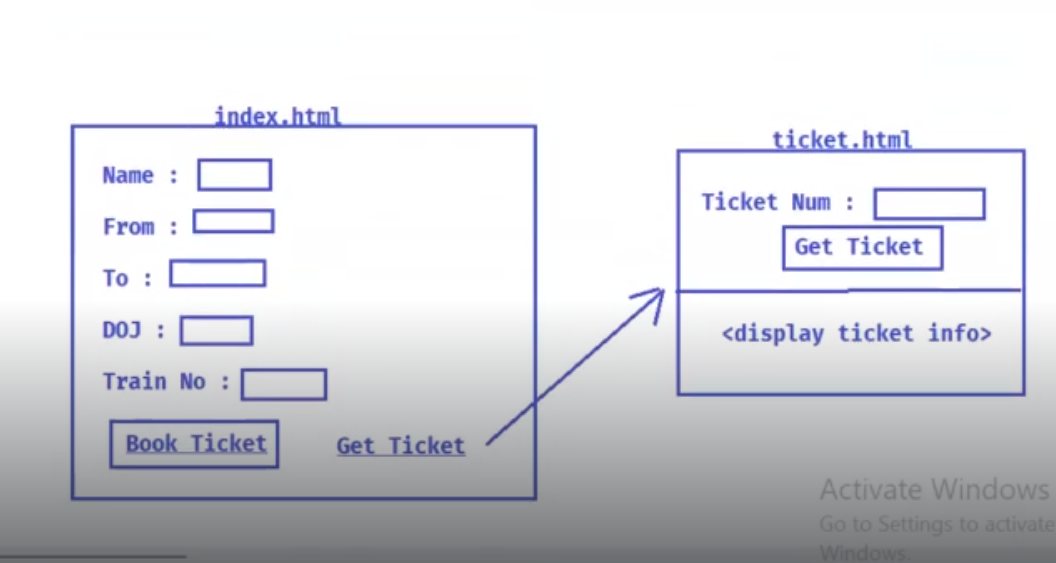 index.html
Name :
From :
To :
DOJ :
Train No :
Book Ticket
Get Ticket
ticket.html
Ticket Num :
Get Ticket
<display ticket info>
Activate Windows
Go to Settings to activate
Windows.